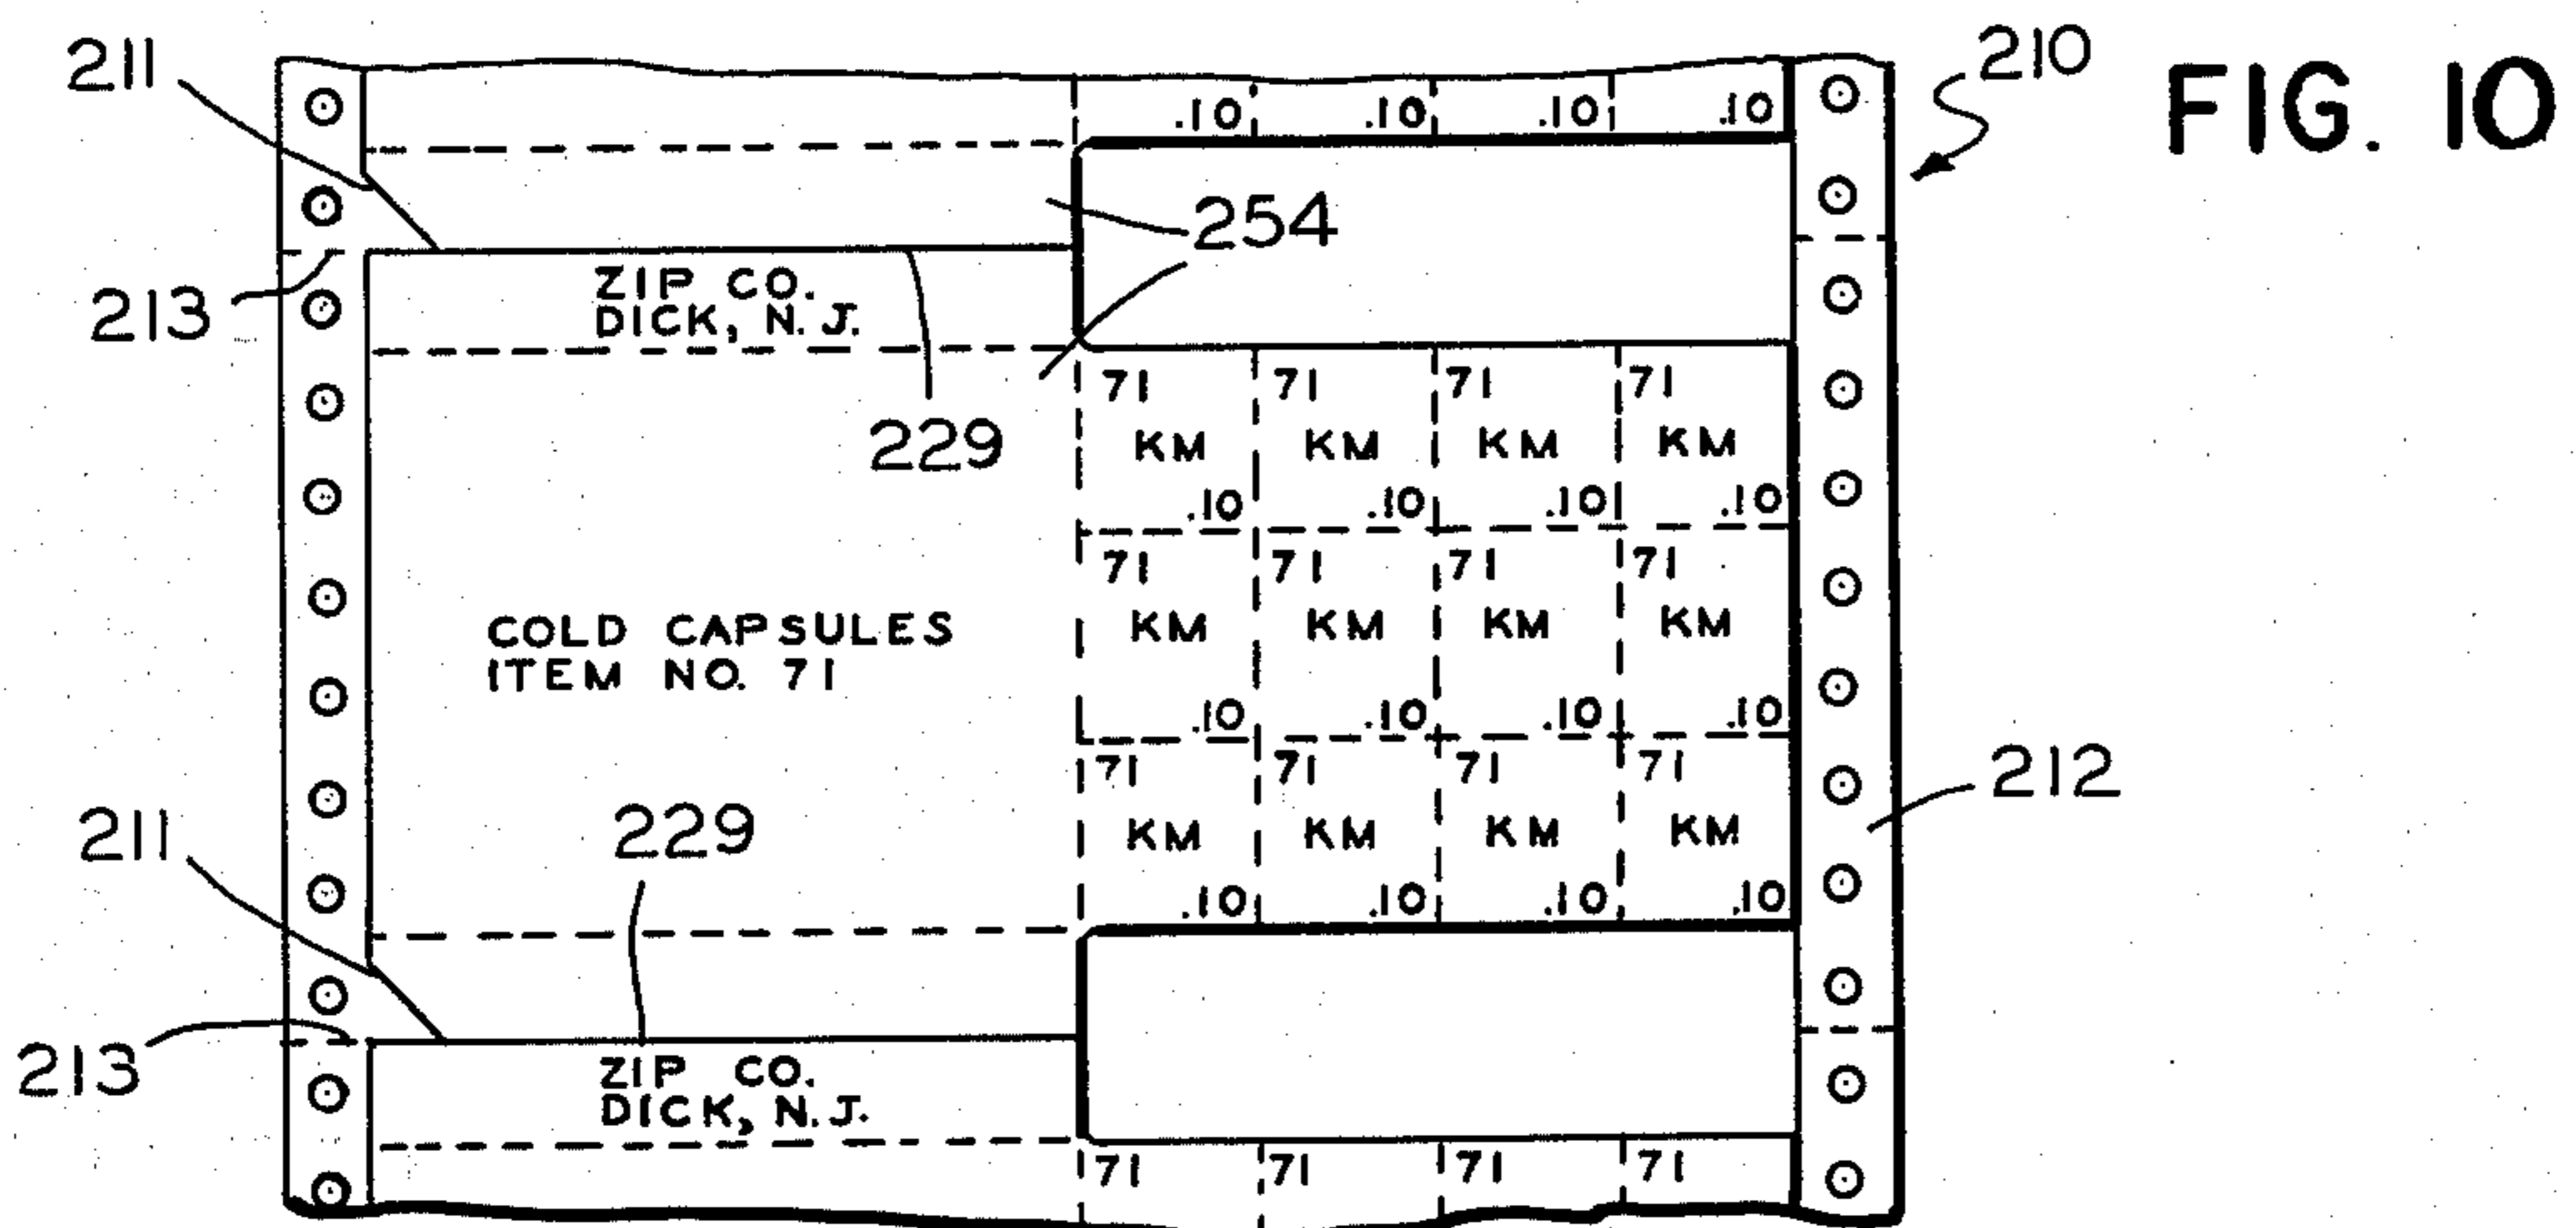 211
210
FIG. 10
.10 .10 .10 .10
254
213
ZIP CO.
DICK, N.J.
229
71 71 71 71
KM KM KM KM
.10 .10 .10 .10
71 71 71 71
KM KM KM KM
.10 .10 .10 .10
COLD CAPSULES
ITEM NO. 71
71 71 71 71
KM KM KM KM
.10 .10 .10 .10
212
211
229
213
ZIP CO.
DICK, N.J.
71 71 71 71